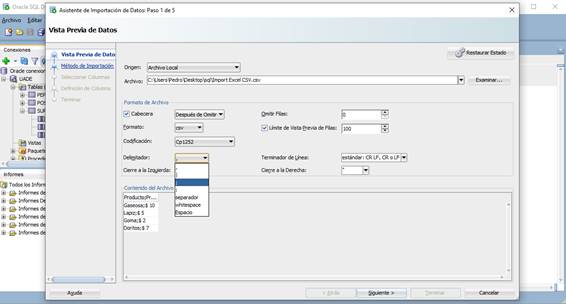 Oracle SQL D
Asistente de Importación de Datos: Paso 1 de 5
Archivo Editar
Vista Previa de Datos
Conexiones
Oracle conexion
UADE
Tablas
PER
SUF
Vistas
Paquete
Procedi
Informes
Todos los Informes
Informes de
Informes de
Informes de
Informes de
Vista Previa de Datos
Método de Importación
Seleccionar Columnas
Definición de Columna
Terminar
Restaurar Estado
Origen: Archivo Local
Archivo: C:\Users\Pedro\Desktop\pql\Import Excel CSV.csv Examinar...
Formato de Archivo
Cabecera Después de Omitir Omitir Filas: 0
Formato: csv Límite de Vista Previa de Filas: 100
Codificación: Cp1252
Delimitador: , Terminador de Línea: estándar: CR LF, CR o LF
Cierre a la Izquierda: Cierre a la Derecha: "
separador
whitespace
Espacio
Contenido del Archivo
Producto;Pr...
Gaseosa;$ 10
Lapiz;$ 5
Goma;$ 2
Doritos;$ 7
Ayuda < Atrás Siguiente > Terminar Cancelar